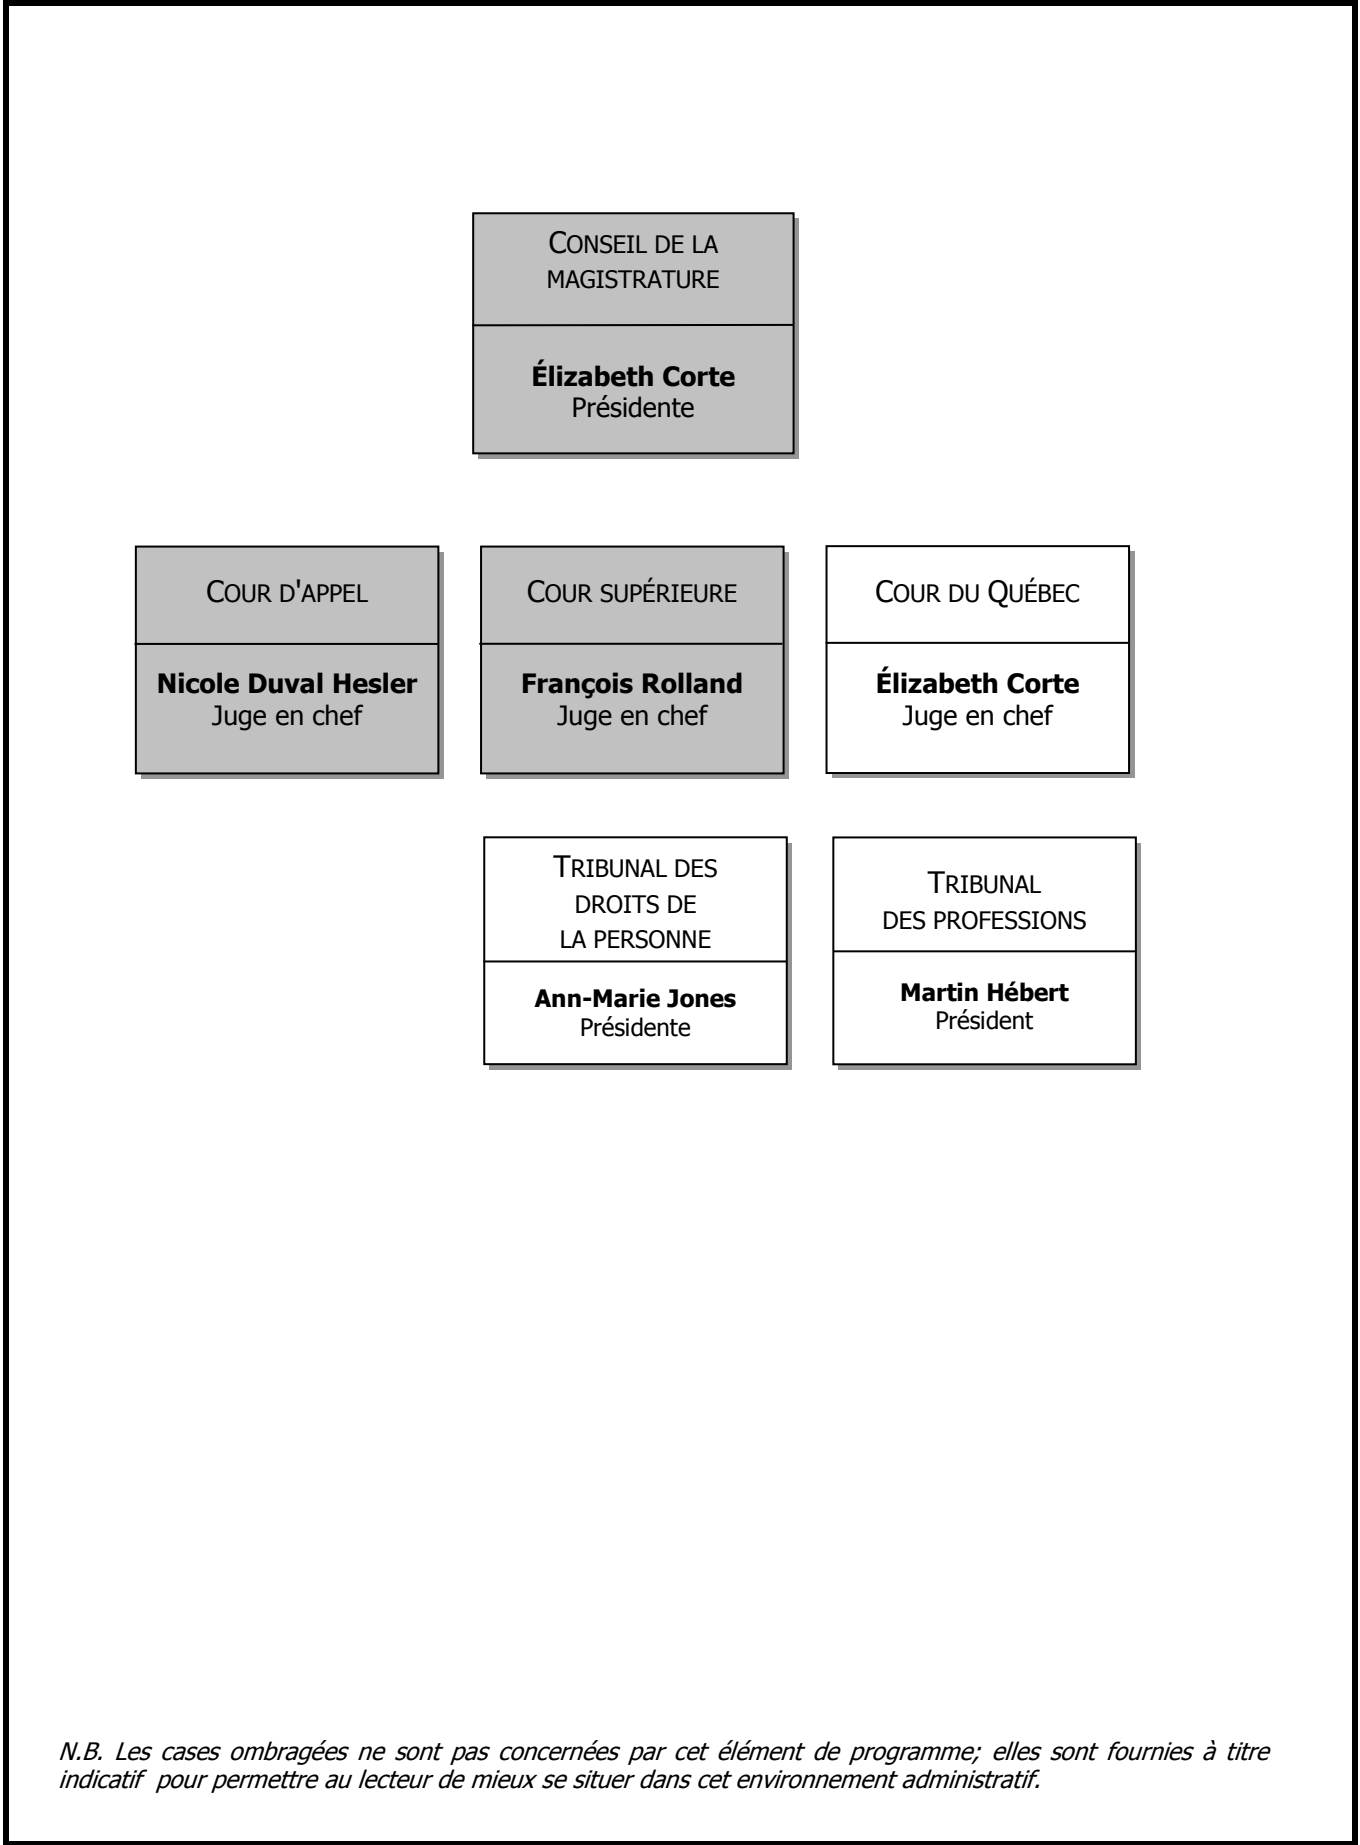 CONSEIL DE LA
MAGISTRATURE
Élizabeth Corte
Présidente
COUR D'APPEL
Nicole Duval Hesler
Juge en chef
COUR SUPÉRIEURE
François Rolland
Juge en chef
COUR DU QUÉBEC
Élizabeth Corte
Juge en chef
TRIBUNAL DES
DROITS DE
LA PERSONNE
Ann-Marie Jones
Présidente
TRIBUNAL
DES PROFESSIONS
Martin Hébert
Président
N.B. Les cases ombragées ne sont pas concernées par cet élément de programme; elles sont fournies à titre
indicatif pour permettre au lecteur de mieux se situer dans cet environnement administratif.